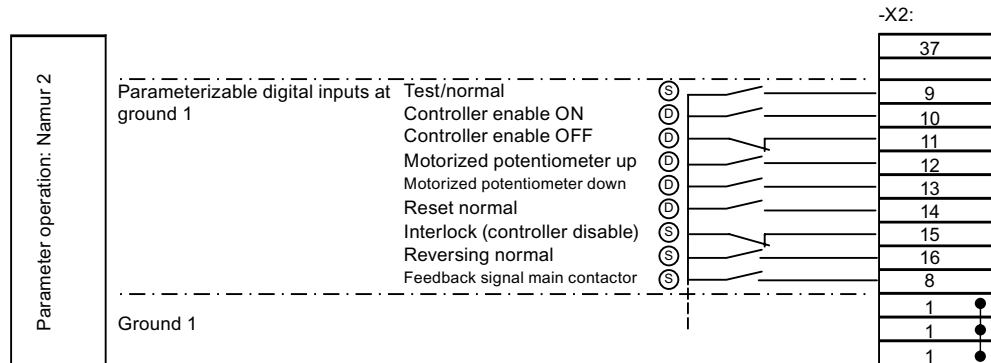 -X2:
37
Parameter operation: Namur 2
Parameterizable digital inputs at
ground 1
Test/normal S 9
Controller enable ON D 10
Controller enable OFF D 11
Motorized potentiometer up D 12
Motorized potentiometer down D 13
Reset normal D 14
Interlock (controller disable) S 15
Reversing normal S 16
Feedback signal main contactor S 8
Ground 1
1
1
1